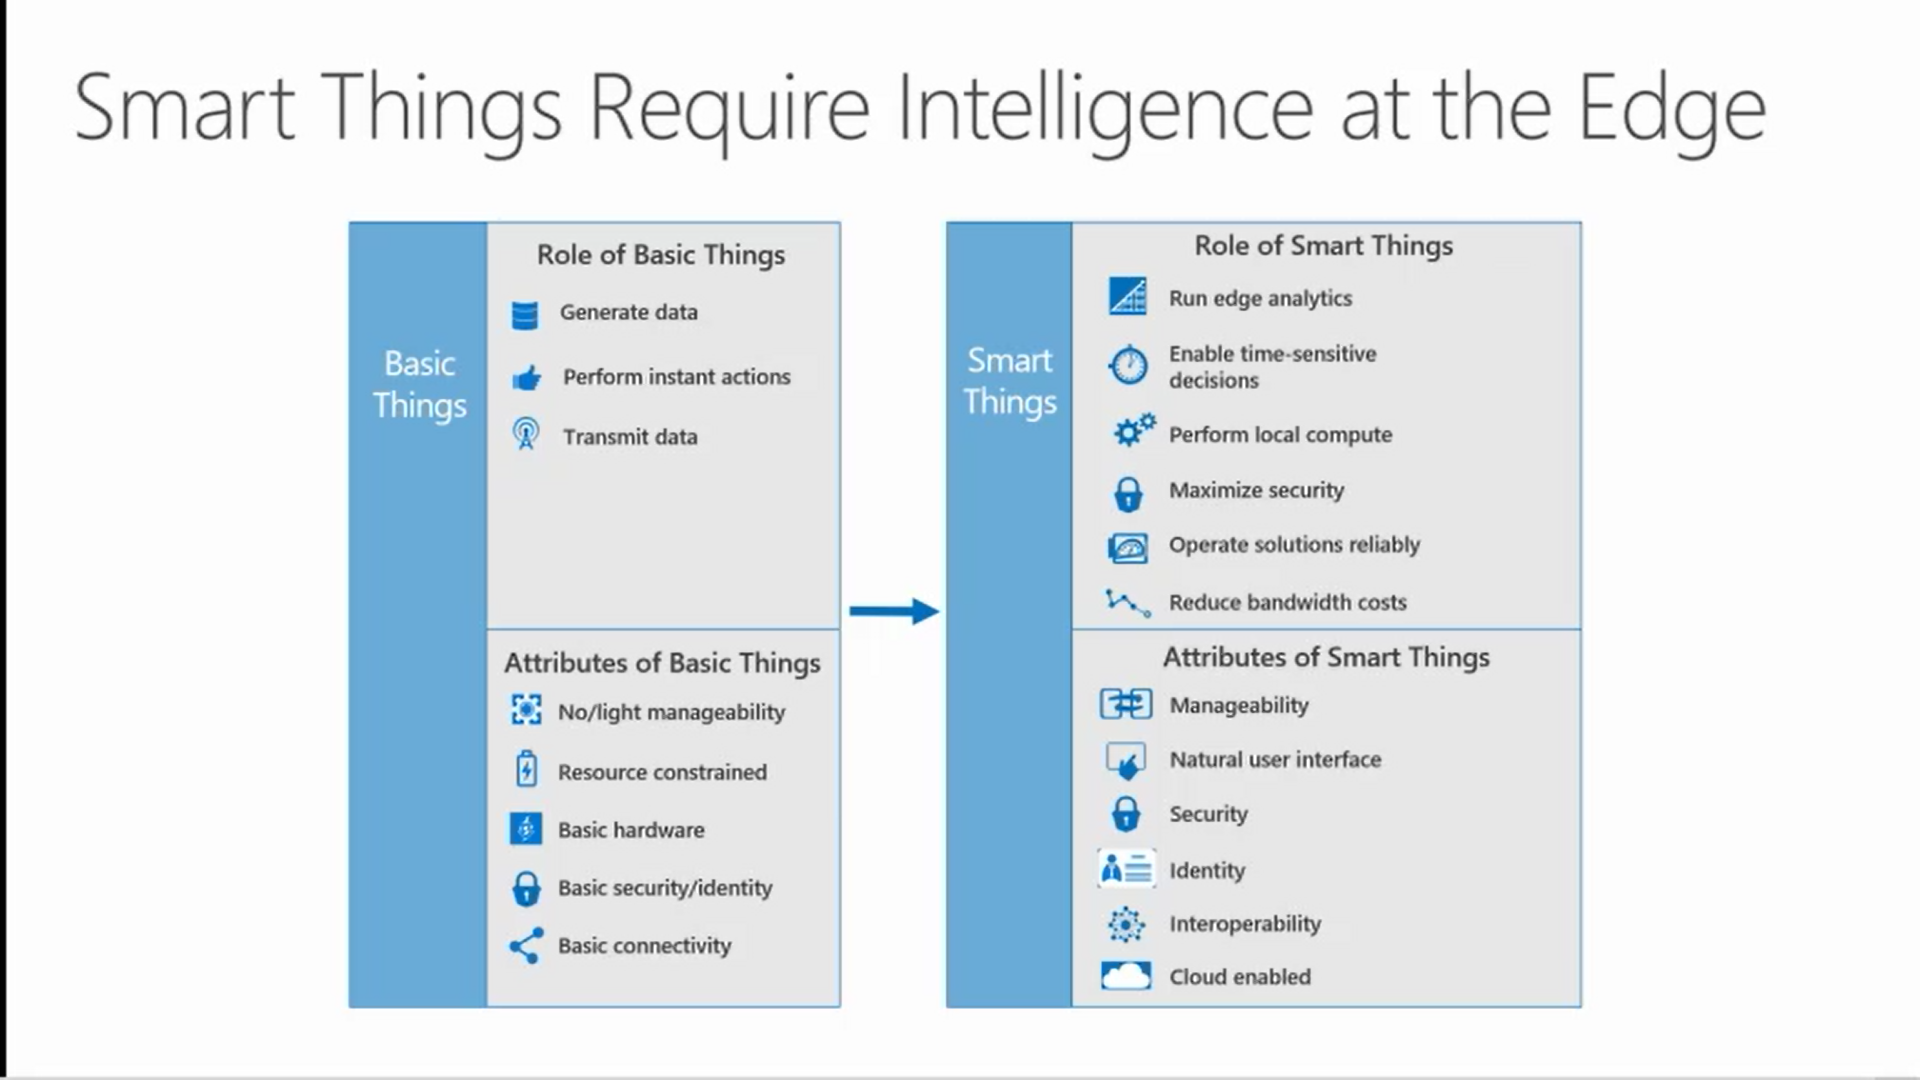 Smart Things Require Intelligence at the Edge
Basic
Things
Role of Basic Things
Generate data
Perform instant actions
Transmit data
Attributes of Basic Things
No/light manageability
Resource constrained
Basic hardware
Basic security/identity
Basic connectivity
Smart
Things
Role of Smart Things
Run edge analytics
Enable time-sensitive
decisions
Perform local compute
Maximize security
Operate solutions reliably
Reduce bandwidth costs
Attributes of Smart Things
Manageability
Natural user interface
Security
Identity
Interoperability
Cloud enabled